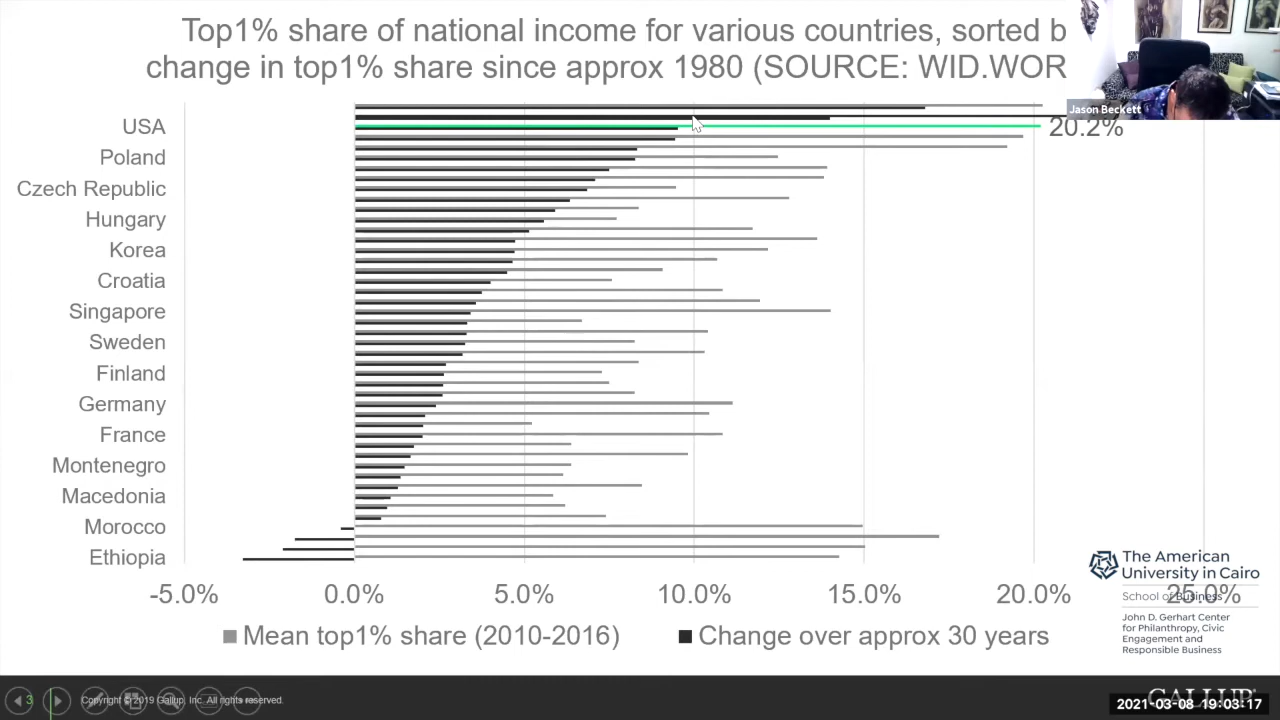 Top1% share of national income for various countries, sorted b
change in top1% share since approx 1980 (SOURCE: WID.WOR
Jason Beckett
USA
20.2%
Poland
Czech Republic
Hungary
Korea
Croatia
Singapore
Sweden
Finland
Germany
France
Montenegro
Macedonia
Morocco
Ethiopia
-5.0%
0.0%
5.0%
10.0%
15.0%
20.0%
25.0%
Mean top1% share (2010-2016)
Change over approx 30 years
The American
University in Cairo
School of Business
John D. Gerhart Center
for Philanthropy, Civic
Engagement and
Responsible Business
3
Copyright © 2019 Gallup, Inc. All rights reserved.
GALLUP
2021-03-08 19:03:17